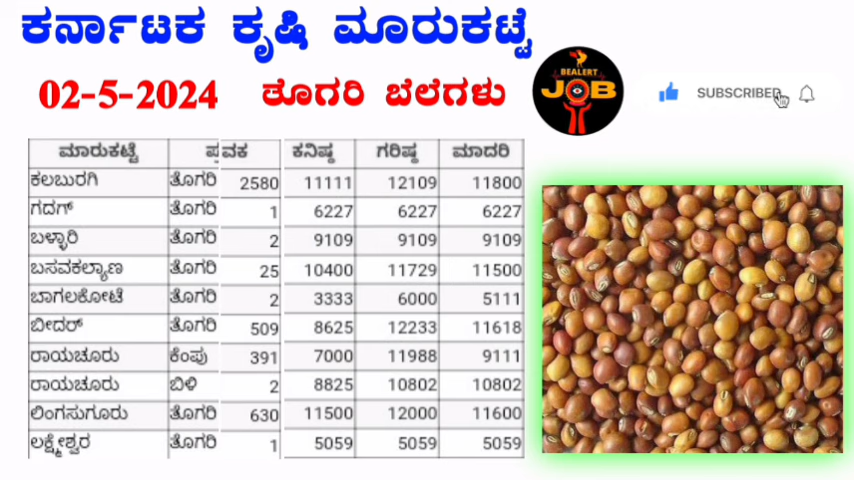 ಕರ್ನಾಟಕ ಕೃಷಿ ಮಾರುಕಟ್ಟೆ
02-5-2024 ತೊಗರಿ ಬೆಲೆಗಳು
BEALERT
JOB
SUBSCRIBED
ಮಾರುಕಟ್ಟೆ ಪ್ರವಕ ಕನಿಷ್ಠ ಗರಿಷ್ಠ ಮಾದರಿ
ಕಲಬುರಗಿ ತೊಗರಿ 2580 11111 12109 11800
ಗದಗ್ ತೊಗರಿ 1 6227 6227 6227
ಬಳ್ಳಾರಿ ತೊಗರಿ 2 9109 9109 9109
ಬಸವಕಲ್ಯಾಣ ತೊಗರಿ 25 10400 11729 11500
ಬಾಗಲಕೋಟೆ ತೊಗರಿ 2 3333 6000 5111
ಬೀದರ್ ತೊಗರಿ 509 8625 12233 11618
ರಾಯಚೂರು ಕೆಂಪು 391 7000 11988 9111
ರಾಯಚೂರು ಬಿಳಿ 2 8825 10802 10802
ಲಿಂಗಸುಗೂರು ತೊಗರಿ 630 11500 12000 11600
ಲಕ್ಷ್ಮೇಶ್ವರ ತೊಗರಿ 1 5059 5059 5059